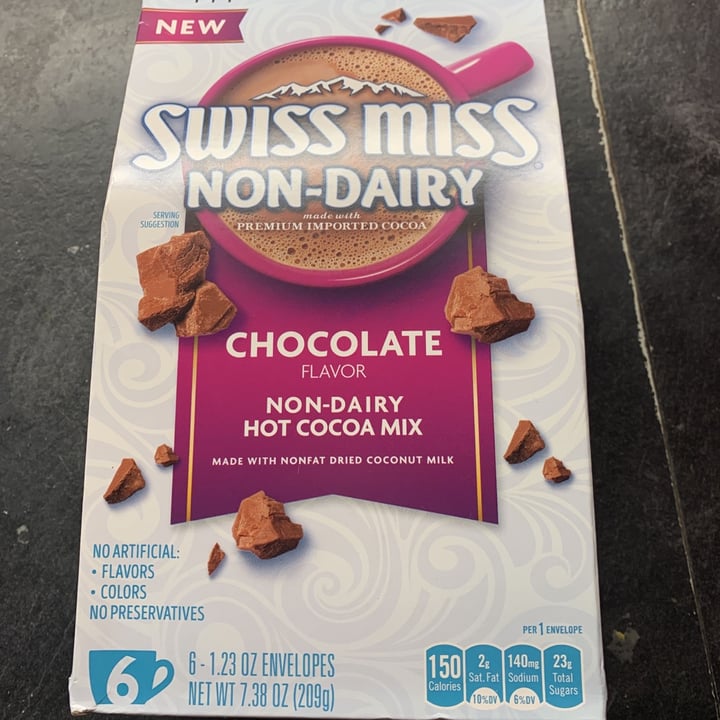 NEW
SWISS MISS
NON-DAIRY
made with
PREMIUM IMPORTED COCOA
SERVING
SUGGESTION
CHOCOLATE
FLAVOR
NON-DAIRY
HOT COCOA MIX
MADE WITH NONFAT DRIED COCONUT MILK
NO ARTIFICIAL:
• FLAVORS
• COLORS
NO PRESERVATIVES
6
6 - 1.23 OZ ENVELOPES
NET WT 7.38 OZ (209g)
PER 1 ENVELOPE
150
Calories
2g
Sat. Fat
10%DV
140mg
Sodium
6%DV
23g
Total
Sugars